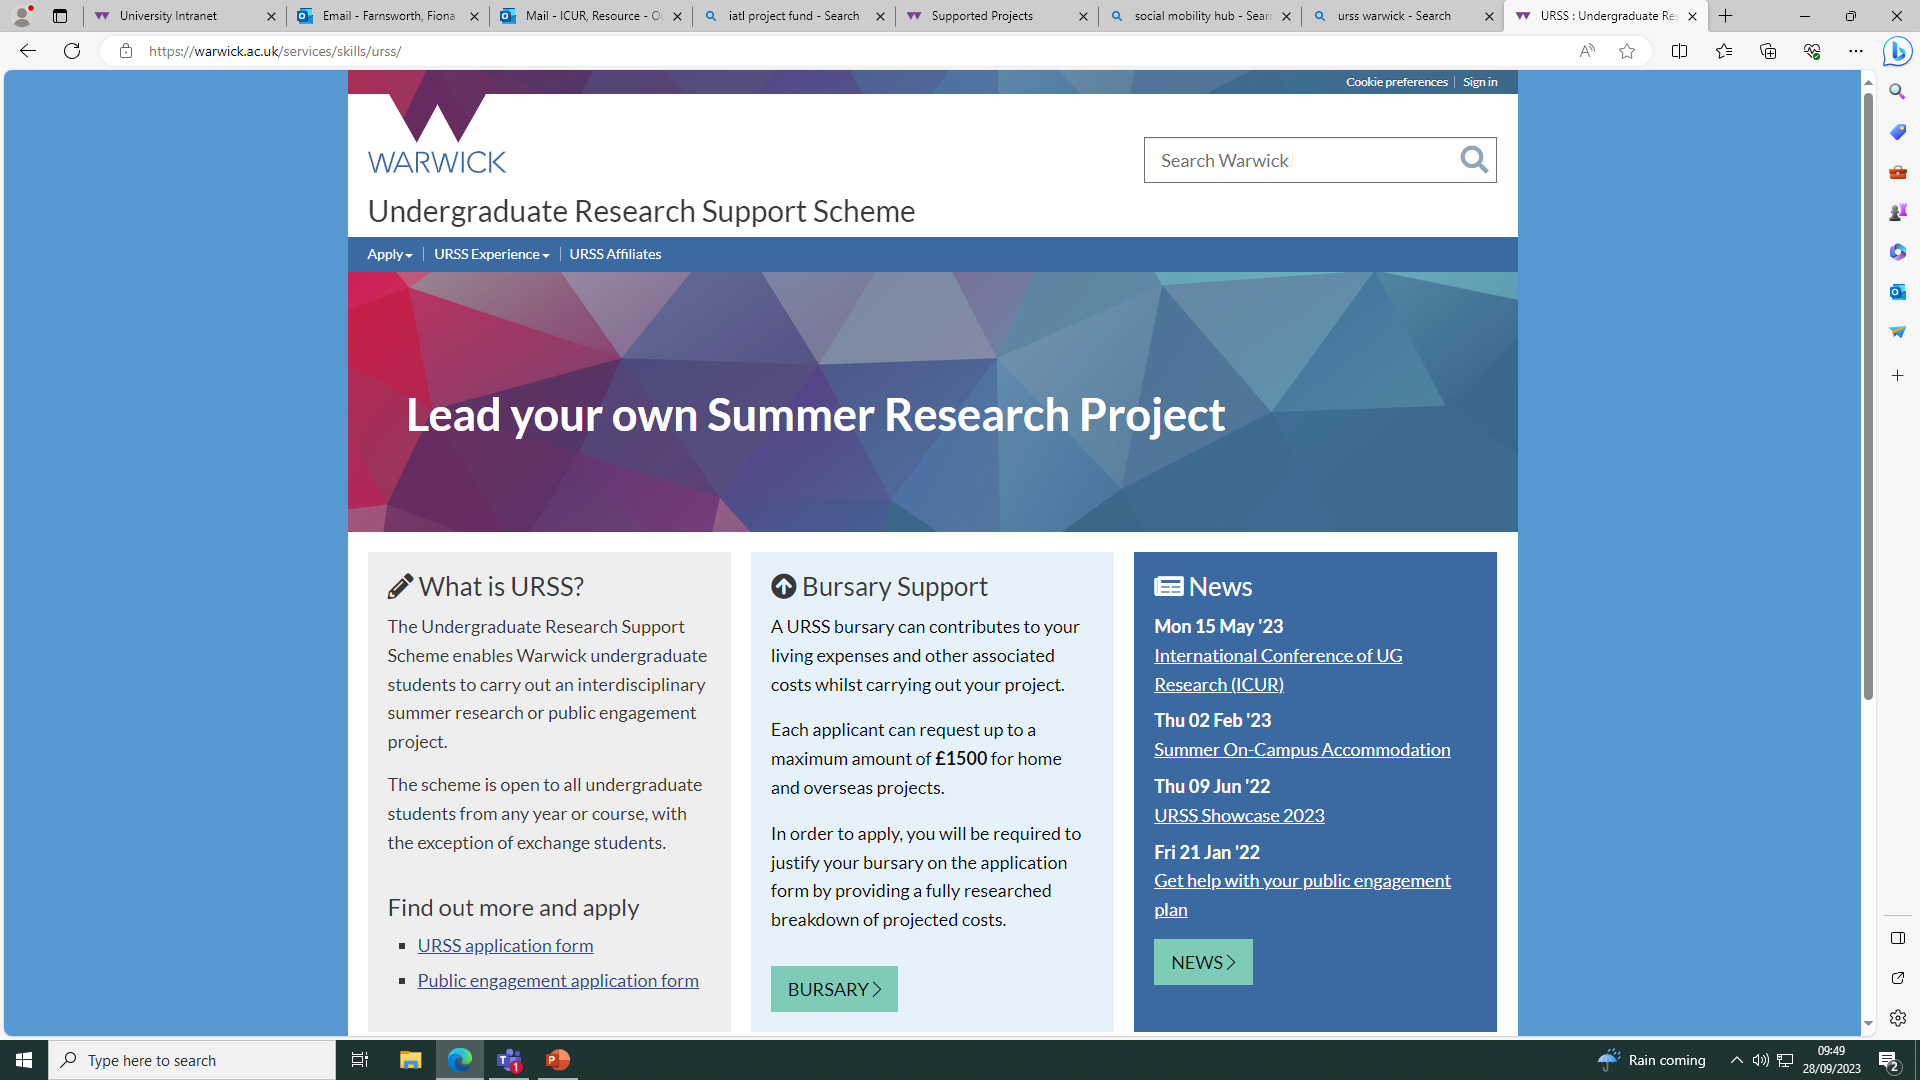 University Intranet
Email - Farnsworth, Fiona
Mail - ICUR, Resource - Ou
iatl project fund - Search
Supported Projects
social mobility hub - Searc
urss warwick - Search
URSS : Undergraduate Res
https://warwick.ac.uk/services/skills/urss/
Cookie preferences
Sign in
WARWICK
Search Warwick
Undergraduate Research Support Scheme
Apply
URSS Experience
URSS Affiliates
Lead your own Summer Research Project
What is URSS?
The Undergraduate Research Support
Scheme enables Warwick undergraduate
students to carry out an interdisciplinary
summer research or public engagement
project.
The scheme is open to all undergraduate
students from any year or course, with
the exception of exchange students.
Find out more and apply
URSS application form
Public engagement application form
Bursary Support
A URSS bursary can contributes to your
living expenses and other associated
costs whilst carrying out your project.
Each applicant can request up to a
maximum amount of £1500 for home
and overseas projects.
In order to apply, you will be required to
justify your bursary on the application
form by providing a fully researched
breakdown of projected costs.
BURSARY
News
Mon 15 May '23
International Conference of UG
Research (ICUR)
Thu 02 Feb '23
Summer On-Campus Accommodation
Thu 09 Jun '22
URSS Showcase 2023
Fri 21 Jan '22
Get help with your public engagement
plan
NEWS
Type here to search
1
Rain coming
09:49
28/09/2023
2